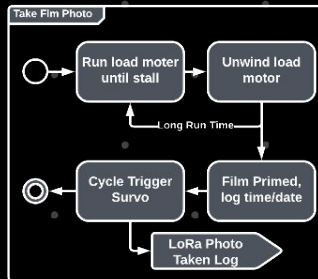 Take Flm Photo
Run load moter
until stall
Unwind load
motor
Long Run Time
Cycle Trigger
Survo
Film Primed,
log time/date
LoRa Photo
Taken Log